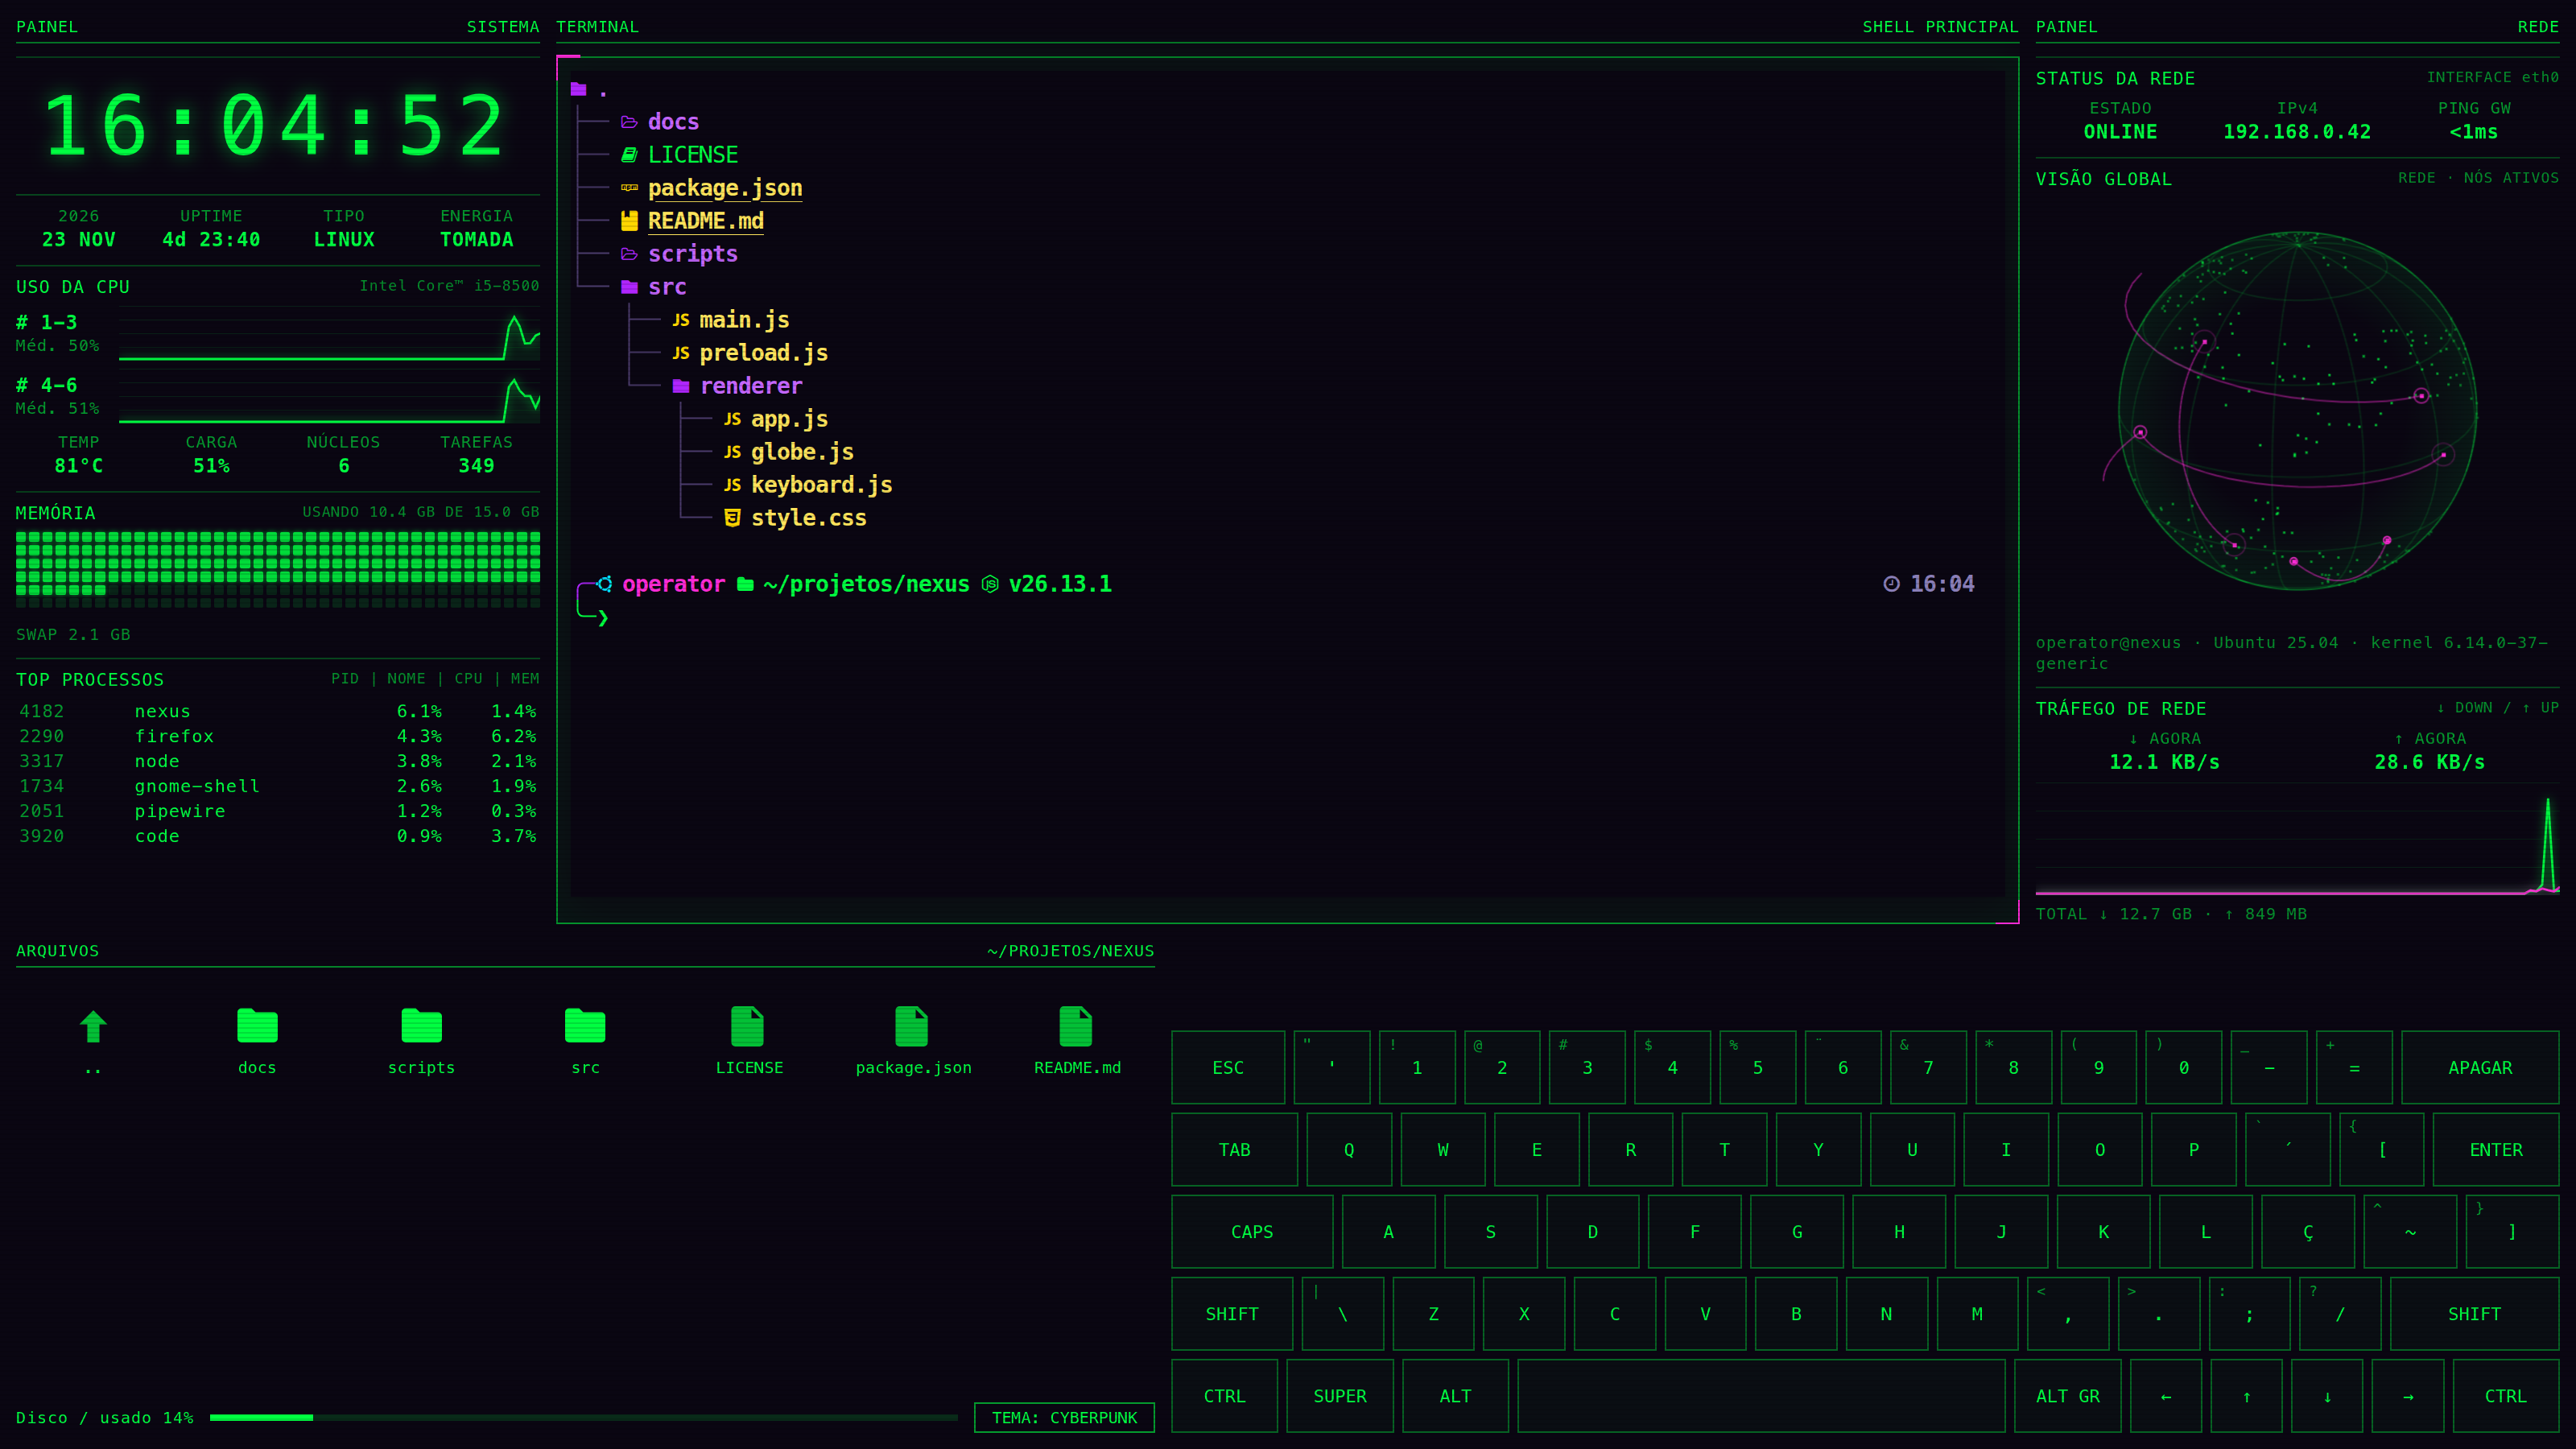 PAINEL SISTEMA
16:04:52
2026 UPTIME TIPO ENERGIA
23 NOV 4d 23:40 LINUX TOMADA
USO DA CPU Intel Core™ i5-8500
# 1-3
Méd. 50%
# 4-6
Méd. 51%
TEMP CARGA NÚCLEOS TAREFAS
81°C 51% 6 349
MEMÓRIA USANDO 10.4 GB DE 15.0 GB
SWAP 2.1 GB
TOP PROCESSOS PID | NOME | CPU | MEM
4182 nexus 6.1% 1.4%
2290 firefox 4.3% 6.2%
3317 node 3.8% 2.1%
1734 gnome-shell 2.6% 1.9%
2051 pipewire 1.2% 0.3%
3920 code 0.9% 3.7%
TERMINAL SHELL PRINCIPAL
.
docs
LICENSE
npm package.json
README.md
scripts
src
JS main.js
JS preload.js
renderer
JS app.js
JS globe.js
JS keyboard.js
3 style.css
operator ~/projetos/nexus JS v26.13.1 16:04
❯
PAINEL REDE
STATUS DA REDE INTERFACE eth0
ESTADO IPv4 PING GW
ONLINE 192.168.0.42 <1ms
VISÃO GLOBAL REDE · NÓS ATIVOS
operator@nexus · Ubuntu 25.04 · kernel 6.14.0-37-
generic
TRÁFEGO DE REDE ↓ DOWN / ↑ UP
↓ AGORA ↑ AGORA
12.1 KB/s 28.6 KB/s
TOTAL ↓ 12.7 GB · ↑ 849 MB
ARQUIVOS ~/PROJETOS/NEXUS
.. docs scripts src LICENSE package.json README.md
Disco / usado 14% TEMA: CYBERPUNK
ESC " ' ! 1 @ 2 # 3 $ 4 % 5 ¨ 6 & 7 * 8 ( 9 ) 0 _ - + = APAGAR
TAB Q W E R T Y U I O P ` ´ { [ ENTER
CAPS A S D F G H J K L Ç ^ ~ } ]
SHIFT | \ Z X C V B N M < , > . : ; ? / SHIFT
CTRL SUPER ALT ALT GR ← ↑ ↓ → CTRL